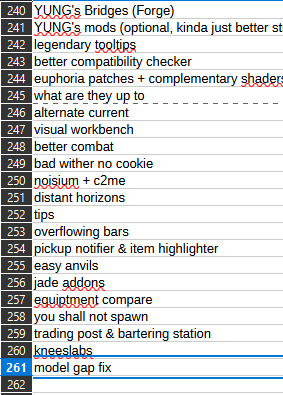 240 YUNG's Bridges (Forge)
241 YUNG's mods (optional, kinda just better st
242 legendary tooltips
243 better compatibility checker
244 euphoria patches + complementary shaders
245 what are they up to
246 alternate current
247 visual workbench
248 better combat
249 bad wither no cookie
250 noisium + c2me
251 distant horizons
252 tips
253 overflowing bars
254 pickup notifier & item highlighter
255 easy anvils
256 jade addons
257 equiptment compare
258 you shall not spawn
259 trading post & bartering station
260 kneeslabs
261 model gap fix
262